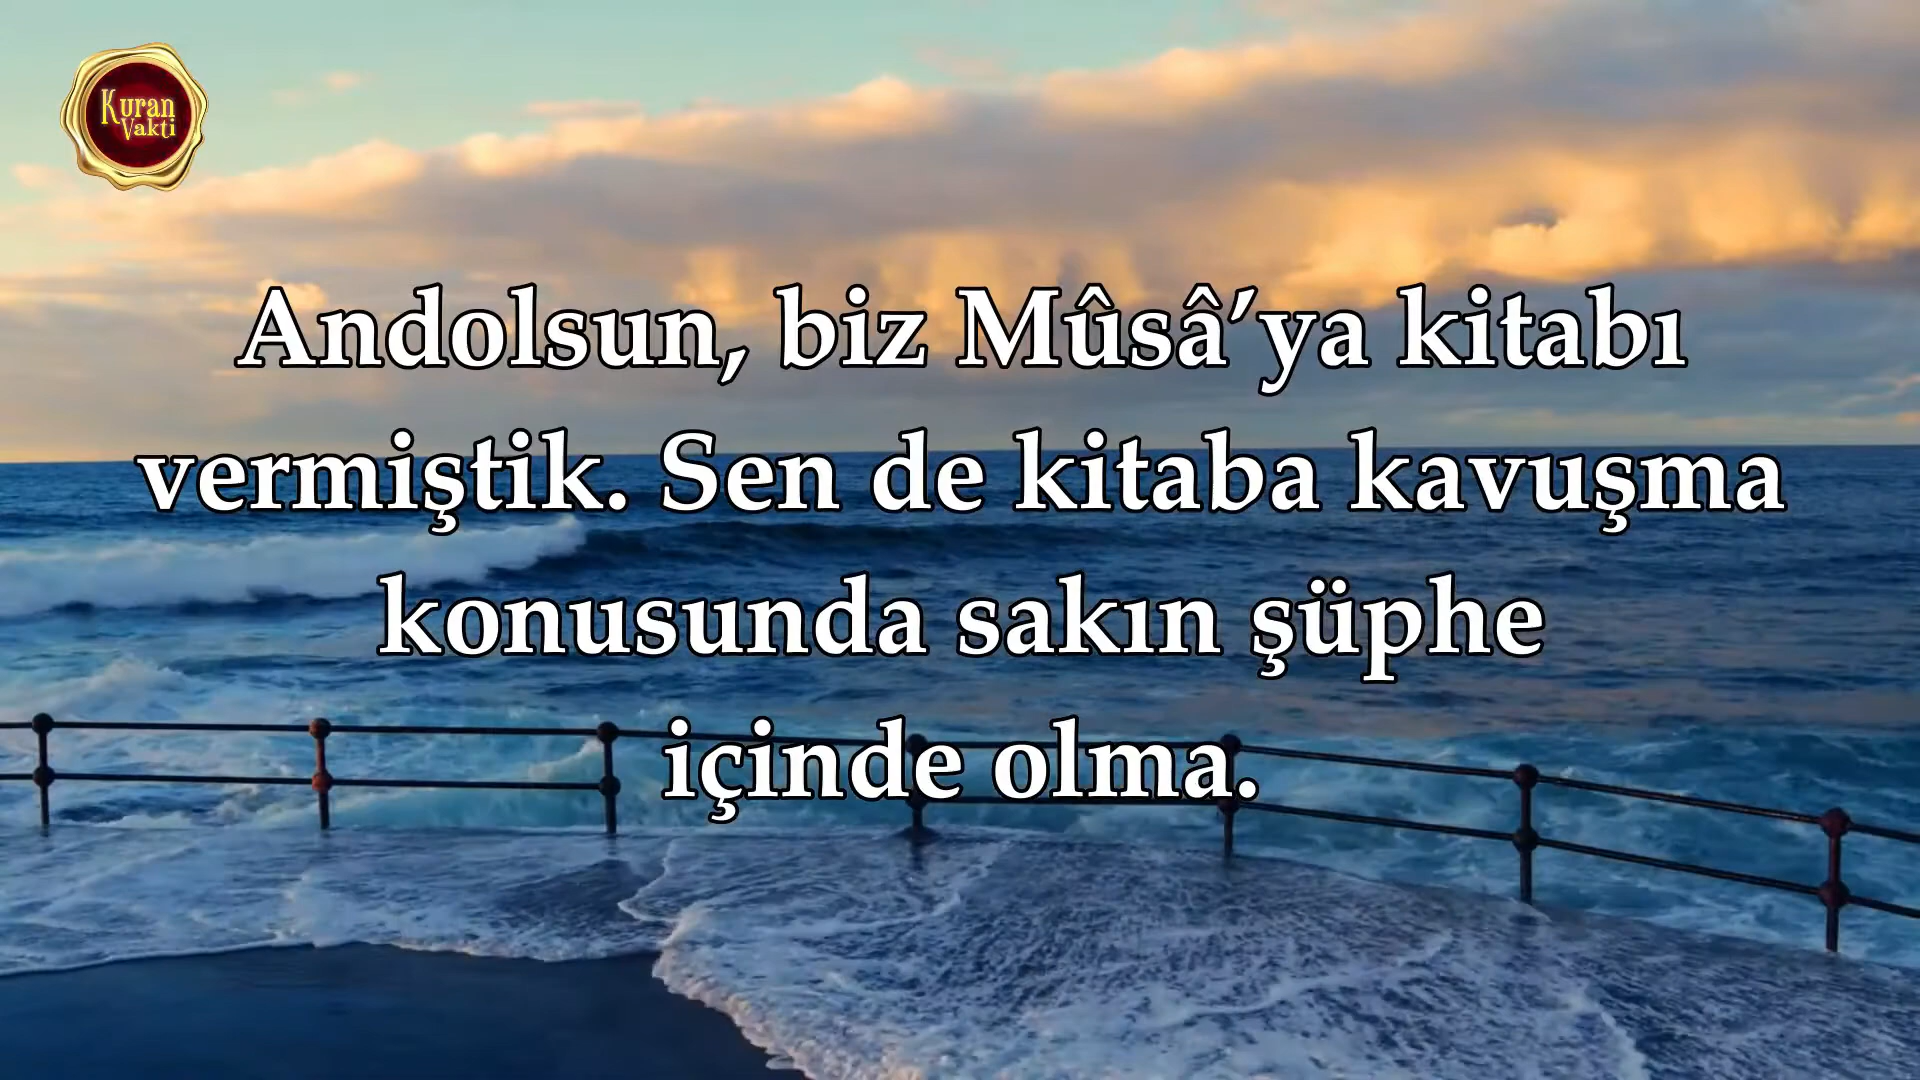 Kuran
Vakti
Andolsun, biz Mûsâ’ya kitabı
vermiştik. Sen de kitaba kavuşma
konusunda sakın şüphe
içinde olma.